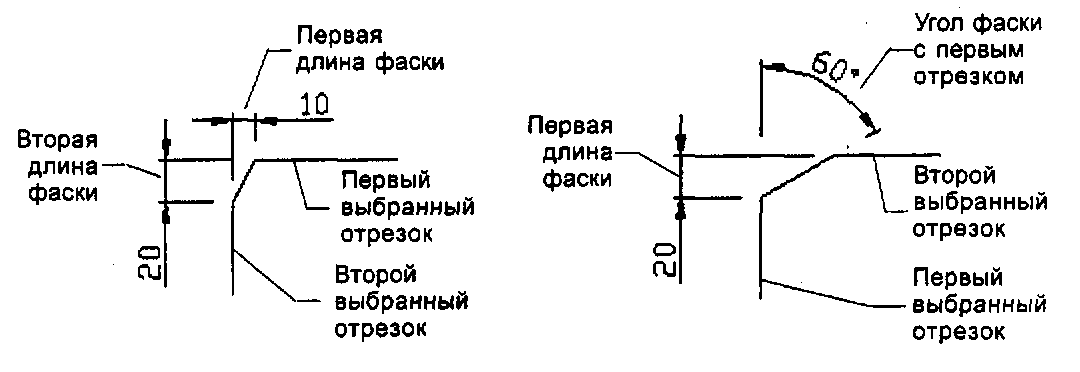 Первая
длина фаски
10
Вторая
длина
фаски
20
Первый
выбранный
отрезок
Второй
выбранный
отрезок
Угол фаски
с первым
отрезком
60°
Первая
длина
фаски
20
Второй
выбранный
отрезок
Первый
выбранный
отрезок